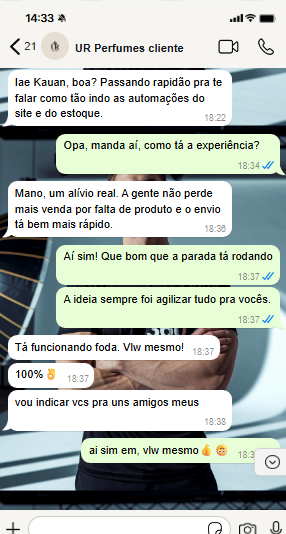 14:33
21 UR Perfumes cliente
Iae Kauan, boa? Passando rapidão pra te
falar como tão indo as automações do
site e do estoque.
18:22
Opa, manda aí, como tá a experiência?
18:34
Mano, um alívio real. A gente não perde
mais venda por falta de produto e o envio
tá bem mais rápido.
18:36
Aí sim! Que bom que a parada tá rodando
18:37
A ideia sempre foi agilizar tudo pra vocês.
18:37
Tá funcionando foda. Vlw mesmo! 18:37
100%👌 18:37
vou indicar vcs pra uns amigos meus
18:38
ai sim em, vlw mesmo👍